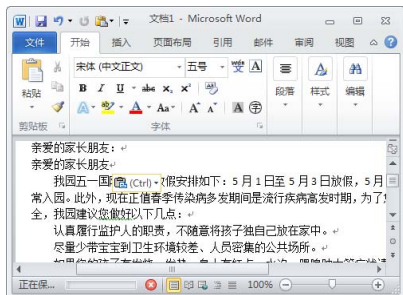 文档1 - Microsoft Word
文件 开始 插入 页面布局 引用 邮件 审阅 视图
宋体 (中文正文) 五号 wén 文 A
粘贴 B I U abc x₂ x² 段落 样式 编辑
A ab A Aa A A A 字
剪贴板 字体
亲爱的家长朋友：
亲爱的家长朋友：
我园五一国 (Ctrl) 假安排如下：5 月 1日至 5 月 3日放假，5 月
常入园。此外，现在正值春季传染病多发期间是流行疾病高发时期，为了
全，我园建议您做好以下几点：
认真履行监护人的职责，不随意将孩子独自己放在家中。
尽量少带宝宝到卫生环境较差、人员密集的公共场所。
正在保... 100%